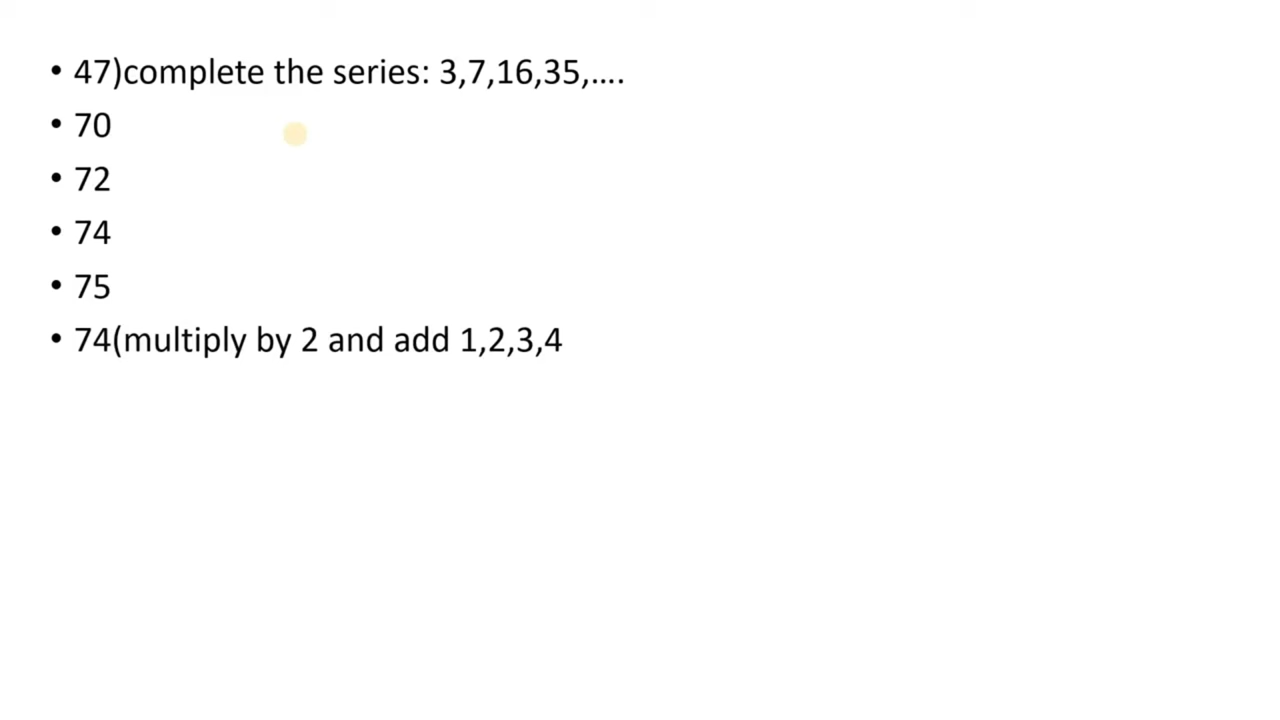 • 47)complete the series: 3,7,16,35,....
• 70
• 72
• 74
• 75
• 74(multiply by 2 and add 1,2,3,4